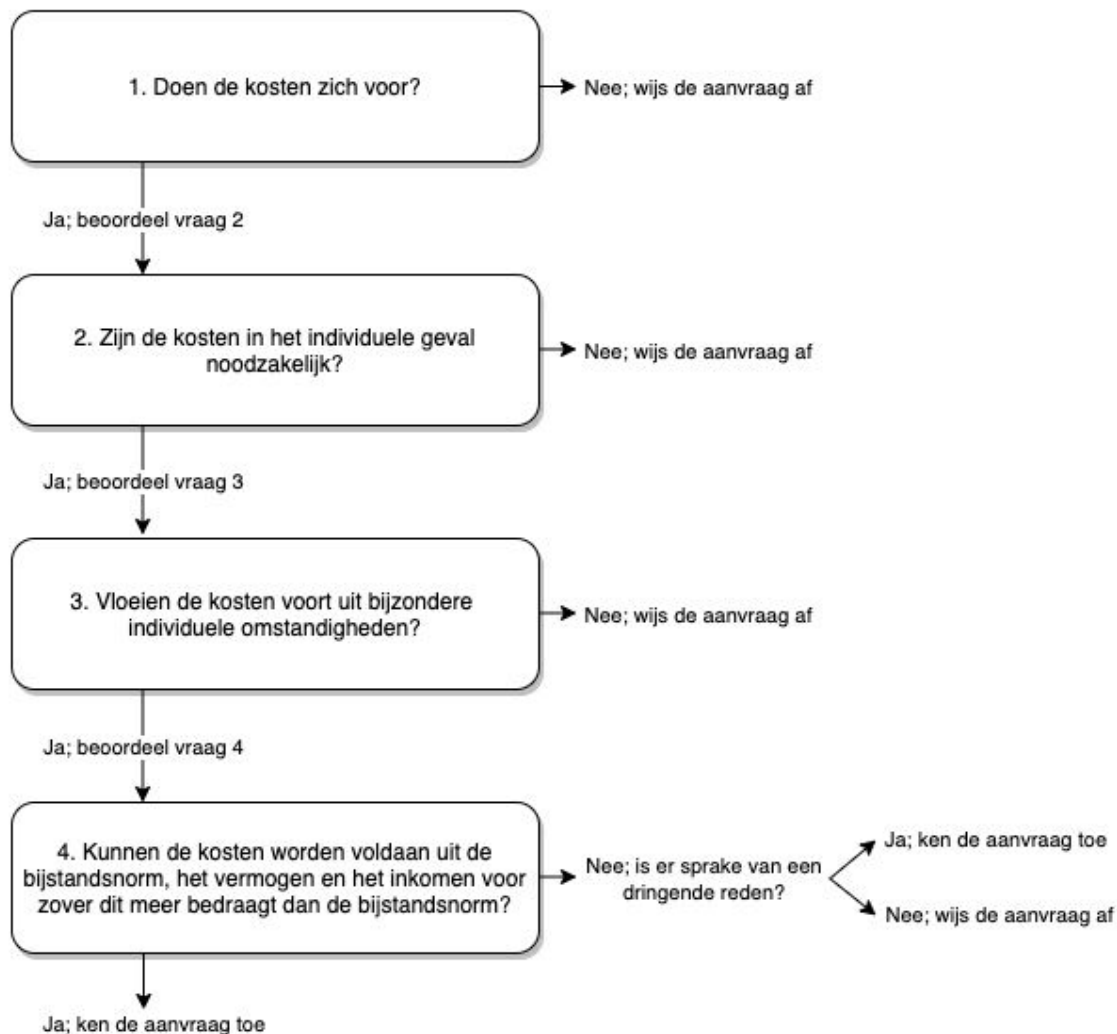 1. Doen de kosten zich voor?
Nee; wijs de aanvraag af
Ja; beoordeel vraag 2
2. Zijn de kosten in het individuele geval
noodzakelijk?
Nee; wijs de aanvraag af
Ja; beoordeel vraag 3
3. Vloeien de kosten voort uit bijzondere
individuele omstandigheden?
Nee; wijs de aanvraag af
Ja; beoordeel vraag 4
4. Kunnen de kosten worden voldaan uit de
bijstandsnorm, het vermogen en het inkomen voor
zover dit meer bedraagt dan de bijstandsnorm?
Nee; is er sprake van een
dringende reden?
Ja; ken de aanvraag toe
Nee; wijs de aanvraag af
Ja; ken de aanvraag toe